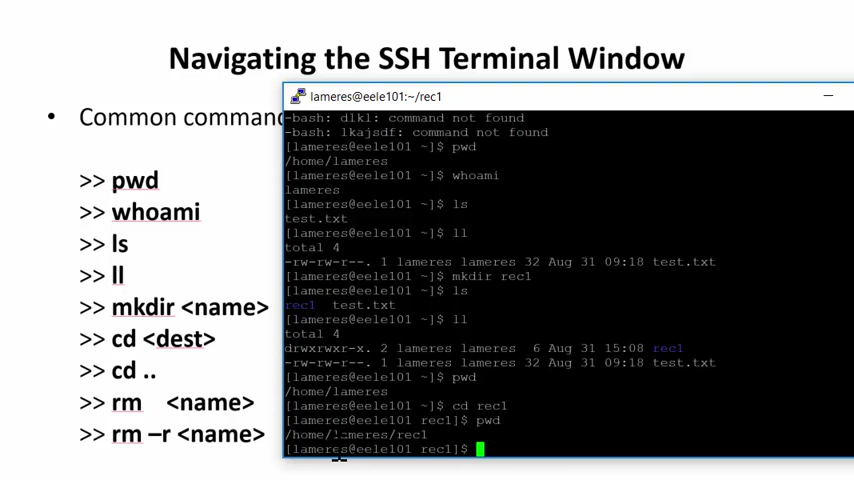 Navigating the SSH Terminal Window
• Common command
>> pwd
>> whoami
>> ls
>> ll
>> mkdir <name>
>> cd <dest>
>> cd ..
>> rm <name>
>> rm –r <name>
lameres@eele101:~/rec1
-bash: dlkl: command not found
-bash: lkajsdf: command not found
[lameres@eele101 ~]$ pwd
/home/lameres
[lameres@eele101 ~]$ whoami
lameres
[lameres@eele101 ~]$ ls
test.txt
[lameres@eele101 ~]$ ll
total 4
-rw-rw-r--. 1 lameres lameres 32 Aug 31 09:18 test.txt
[lameres@eele101 ~]$ mkdir rec1
[lameres@eele101 ~]$ ls
rec1  test.txt
[lameres@eele101 ~]$ ll
total 4
drwxrwxr-x. 2 lameres lameres  6 Aug 31 15:08 rec1
-rw-rw-r--. 1 lameres lameres 32 Aug 31 09:18 test.txt
[lameres@eele101 ~]$ pwd
/home/lameres
[lameres@eele101 ~]$ cd rec1
[lameres@eele101 rec1]$ pwd
/home/lameres/rec1
[lameres@eele101 rec1]$